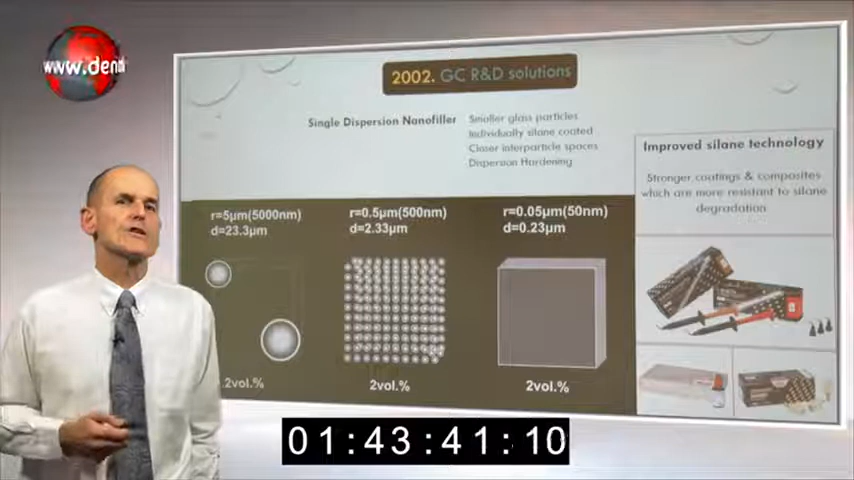 www.den
2002. GC R&D solutions
Single Dispersion Nanofiller
Smaller glass particles
Individually silane coated
Closer interparticle spaces
Dispersion Hardening
Improved silane technology
Stronger coatings & composites
which are more resistant to silane
degradation
r=5µm(5000nm)
d=23.3µm
r=0.5µm(500nm)
d=2.33µm
r=0.05µm(50nm)
d=0.23µm
.2vol.%
2vol.%
2vol.%
01:43:41:10